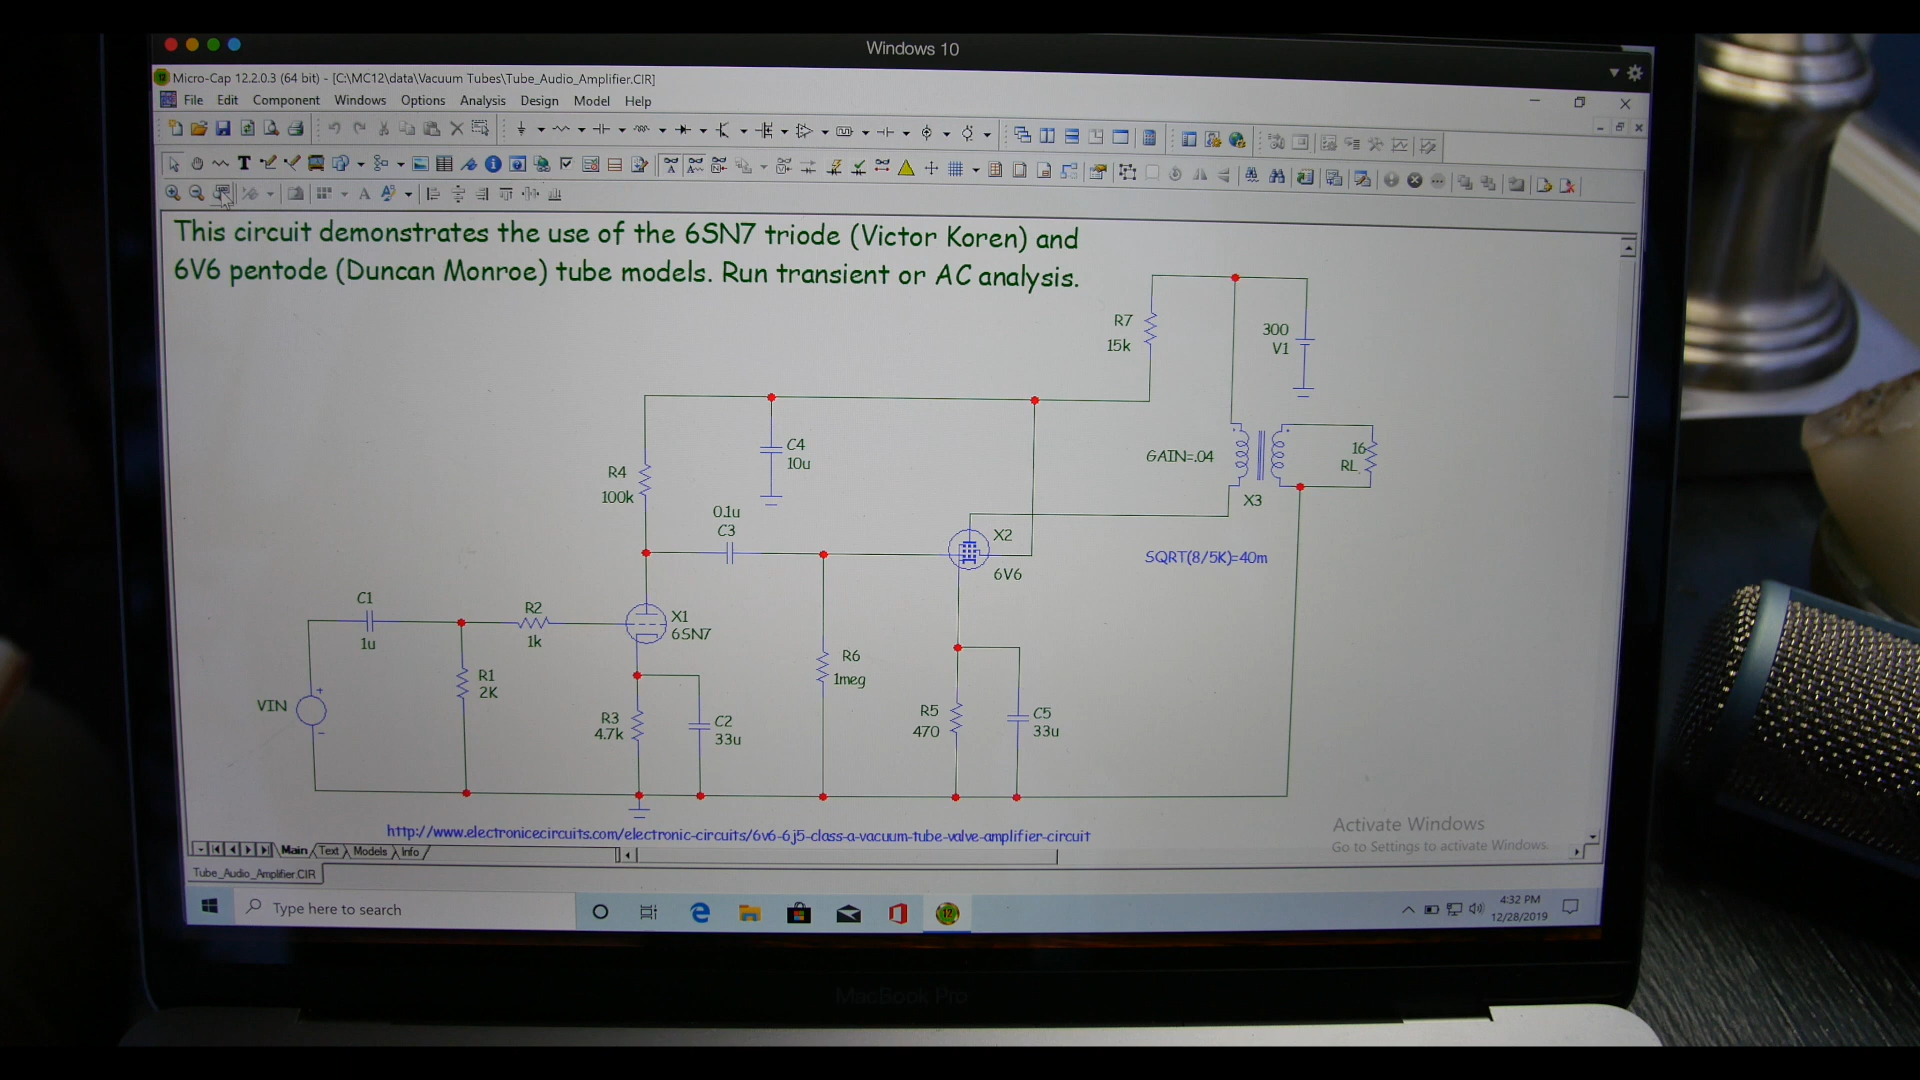 Windows 10
Micro-Cap 12.2.0.3 (64 bit) - [C:\MC12\data\Vacuum Tubes\Tube_Audio_Amplifier.CIR]
File Edit Component Windows Options Analysis Design Model Help
This circuit demonstrates the use of the 6SN7 triode (Victor Koren) and
6V6 pentode (Duncan Monroe) tube models. Run transient or AC analysis.
R7
15k
300
V1
R4
100k
C4
10u
GAIN=.04
16
RL
X3
0.1u
C3
X2
6V6
SQRT(8/5K)=40m
C1
1u
R2
1k
X1
6SN7
R1
2K
VIN
+
-
R3
4.7k
C2
33u
R6
1meg
R5
470
C5
33u
http://www.electronicecircuits.com/electronic-circuits/6v6-6j5-class-a-vacuum-tube-valve-amplifier-circuit
Activate Windows
Go to Settings to activate Windows.
Main Text Models Info
Tube_Audio_Amplifier.CIR
Type here to search
12
4:32 PM
12/28/2019
MacBook Pro